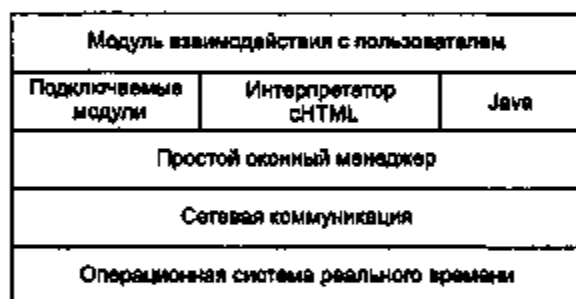 Модуль взаимодействия с пользователем
Подключаемые
модули
Интерпретатор
cHTML
Java
Простой оконный менеджер
Сетевая коммуникация
Операционная система реального времени